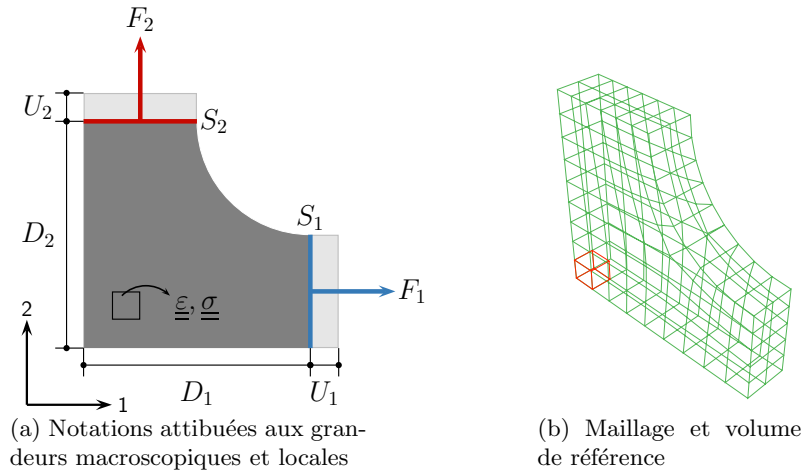 F₂
U₂
S₂
D₂
S₁
F₁
ε, σ
2
1
D₁
U₁
(a) Notations attibuées aux gran-
deurs macroscopiques et locales
(b) Maillage et volume
de référence